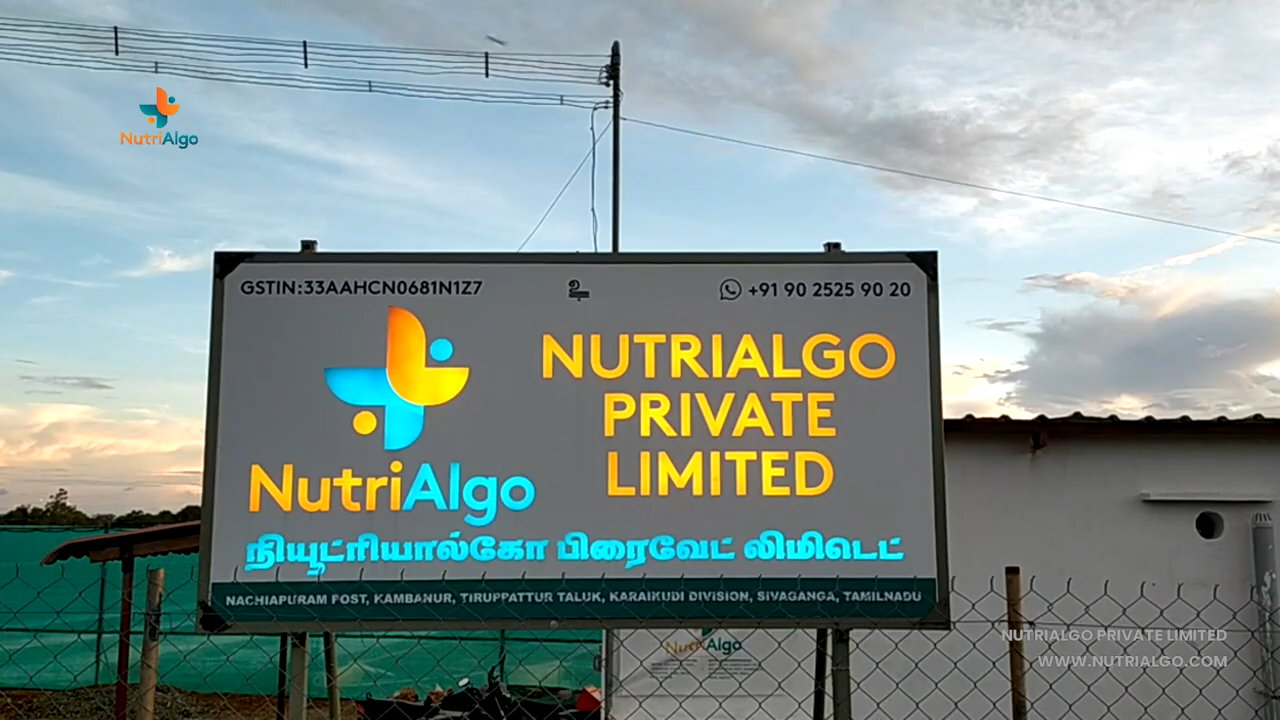 NutriAlgo
GSTIN:33AAHCN0681N1Z7
உ
+91 90 2525 90 20
NUTRIALGO
PRIVATE
LIMITED
NutriAlgo
நியூட்ரியால்கோ பிரைவேட் லிமிடெட்
NACHIAPURAM POST, KAMBANUR, TIRUPPATTUR TALUK, KARAIKUDI DIVISION, SIVAGANGA, TAMILNADU
NutriAlgo
NUTRIALGO PRIVATE LIMITED
WWW.NUTRIALGO.COM